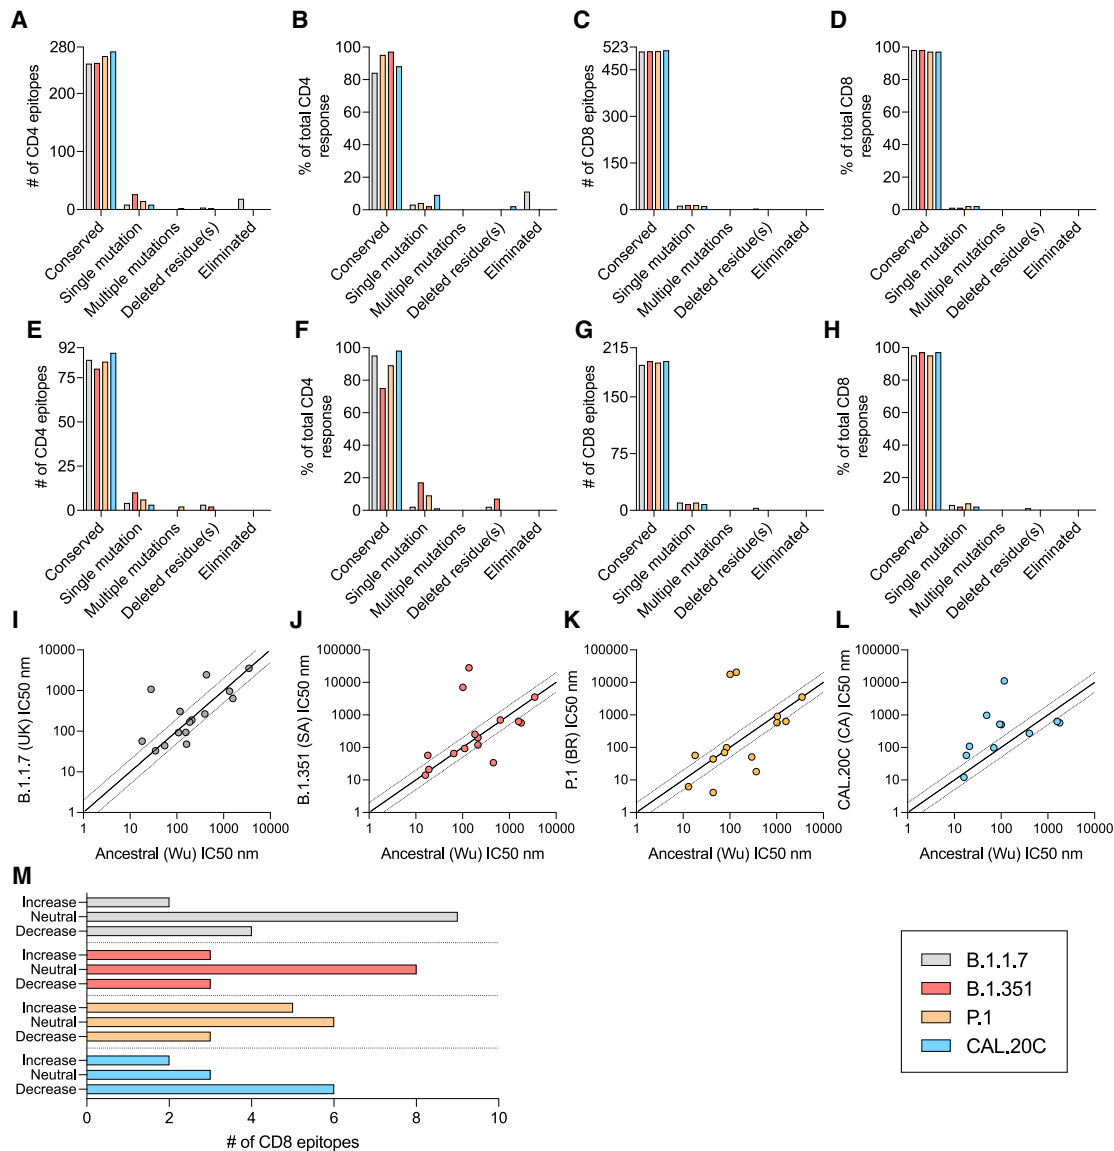 A
# of CD4 epitopes
280
200
100
0
Conserved
Single mutation
Multiple mutations
Deleted residue(s)
Eliminated
B
% of total CD4
response
100
80
60
40
20
0
Conserved
Single mutation
Multiple mutations
Deleted residue(s)
Eliminated
C
# of CD8 epitopes
523
450
300
150
0
Conserved
Single mutation
Multiple mutations
Deleted residue(s)
Eliminated
D
% of total CD8
response
100
80
60
40
20
0
Conserved
Single mutation
Multiple mutations
Deleted residue(s)
Eliminated
E
# of CD4 epitopes
92
75
50
25
0
Conserved
Single mutation
Multiple mutations
Deleted residue(s)
Eliminated
F
% of total CD4
response
100
80
60
40
20
0
Conserved
Single mutation
Multiple mutations
Deleted residue(s)
Eliminated
G
# of CD8 epitopes
215
150
75
0
Conserved
Single mutation
Multiple mutations
Deleted residue(s)
Eliminated
H
% of total CD8
response
100
80
60
40
20
0
Conserved
Single mutation
Multiple mutations
Deleted residue(s)
Eliminated
I
B.1.1.7 (UK) IC50 nm
10000
1000
100
10
1
1 10 100 1000 10000
Ancestral (Wu) IC50 nm
J
B.1.351 (SA) IC50 nm
100000
10000
1000
100
10
1
1 10 100 1000 10000
Ancestral (Wu) IC50 nm
K
P.1 (BR) IC50 nm
100000
10000
1000
100
10
1
1 10 100 1000 10000
Ancestral (Wu) IC50 nm
L
CAL.20C (CA) IC50 nm
100000
10000
1000
100
10
1
1 10 100 1000 10000
Ancestral (Wu) IC50 nm
M
Increase
Neutral
Decrease
Increase
Neutral
Decrease
Increase
Neutral
Decrease
Increase
Neutral
Decrease
0 2 4 6 8 10
# of CD8 epitopes
B.1.1.7
B.1.351
P.1
CAL.20C